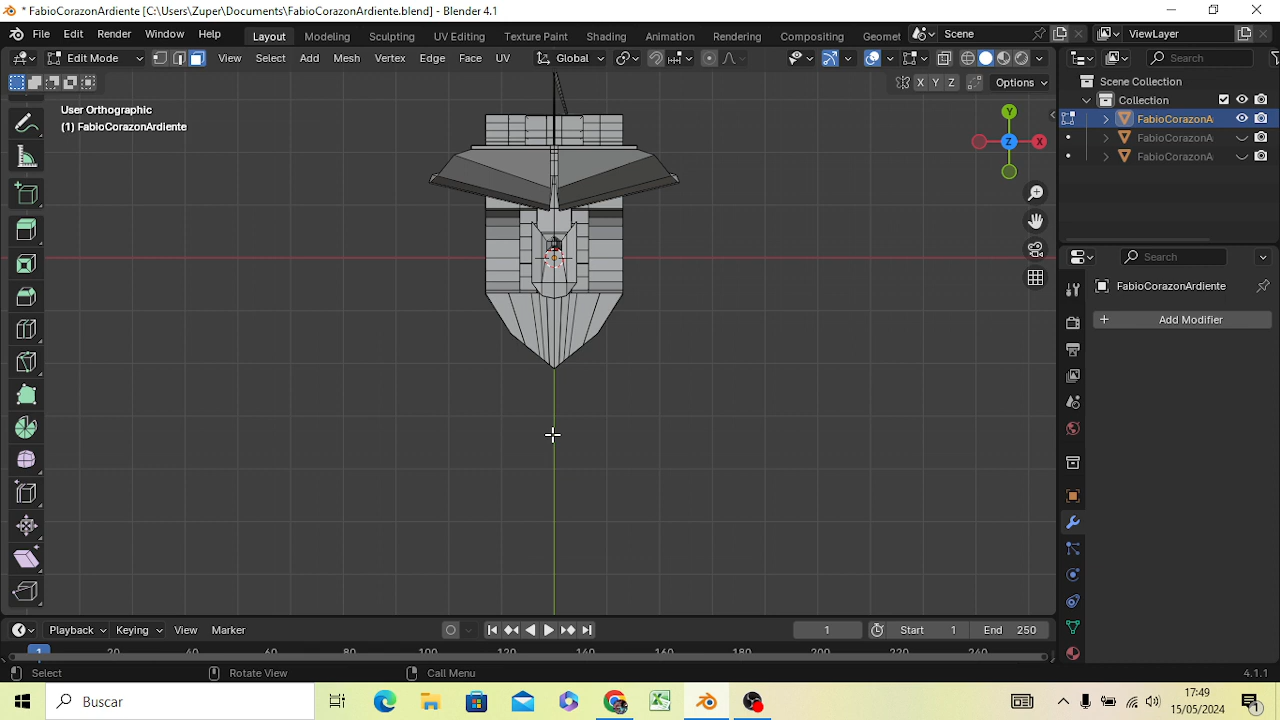 * FabioCorazonArdiente [C:\Users\Zuper\Documents\FabioCorazonArdiente.blend] - Blender 4.1
File Edit Render Window Help Layout Modeling Sculpting UV Editing Texture Paint Shading Animation Rendering Compositing Geomet Scene ViewLayer
Edit Mode View Select Add Mesh Vertex Edge Face UV Global Search
X Y Z Options Scene Collection
User Orthographic
(1) FabioCorazonArdiente
Collection
FabioCorazonA
FabioCorazonA
FabioCorazonA
Y
Z X
Search
FabioCorazonArdiente
+ Add Modifier
Playback Keying View Marker 1 Start 1 End 250
1 20 40 60 80 100 120 140 160 180 200 220 240
Select Rotate View Call Menu 4.1.1
Buscar
17:49
15/05/2024
1